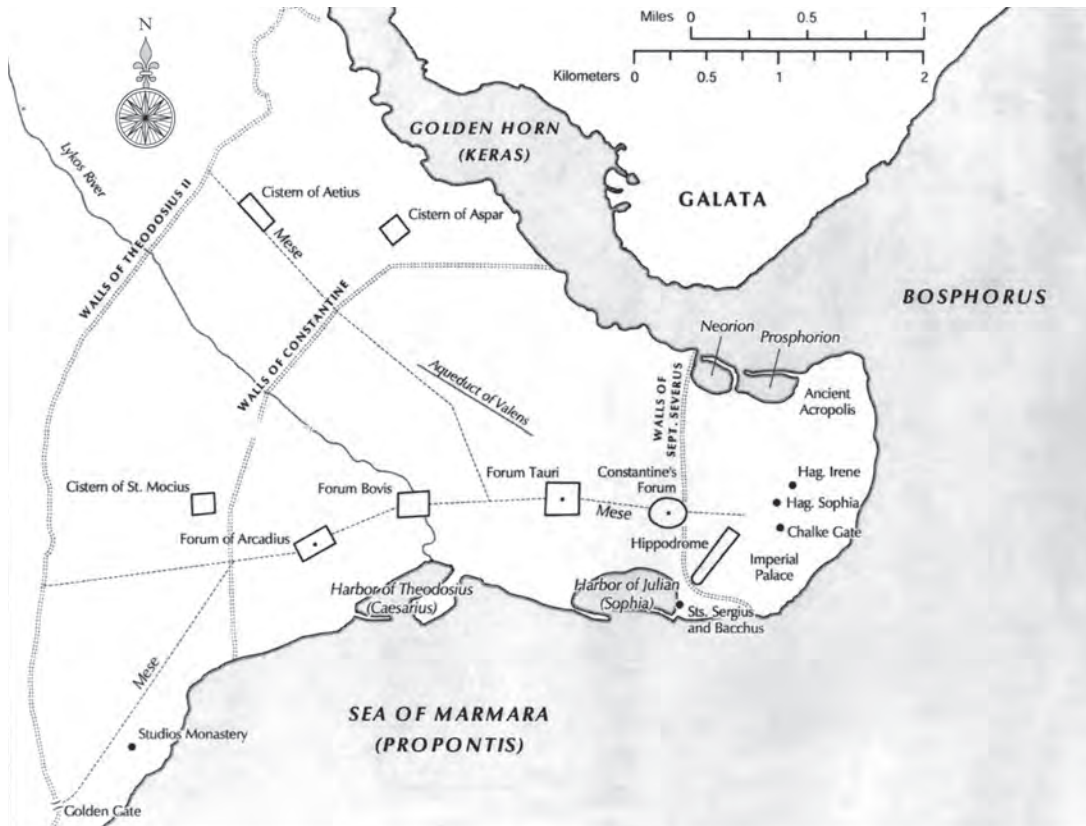 Miles 0 0.5 1
N
Kilometers 0 0.5 1 2
GOLDEN HORN
(KERAS)
Lykos River
Cistern of Aetius
Cistern of Aspar
GALATA
WALLS OF THEODOSIUS II
Mese
BOSPHORUS
WALLS OF CONSTANTINE
Neorion
Prosphorion
Aqueduct of Valens
WALLS OF
SEPT. SEVERUS
Ancient
Acropolis
Cistern of St. Mocius
Forum Bovis
Forum Tauri
Constantine's
Forum
Hag. Irene
Hag. Sophia
Mese
Forum of Arcadius
Hippodrome
Chalke Gate
Imperial
Palace
Harbor of Theodosius
(Caesarius)
Harbor of Julian
(Sophia)
Sts. Sergius
and Bacchus
Mese
SEA OF MARMARA
(PROPONTIS)
Studios Monastery
Golden Gate